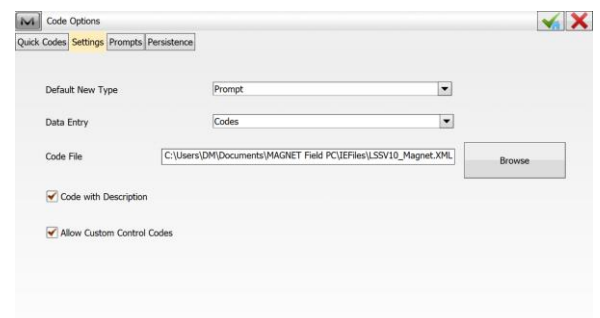 Code Options
Quick Codes Settings Prompts Persistence
Default New Type Prompt
Data Entry Codes
Code File C:\Users\DM\Documents\MAGNET Field PC\IEFiles\LSSV10_Magnet.XML Browse
Code with Description
Allow Custom Control Codes